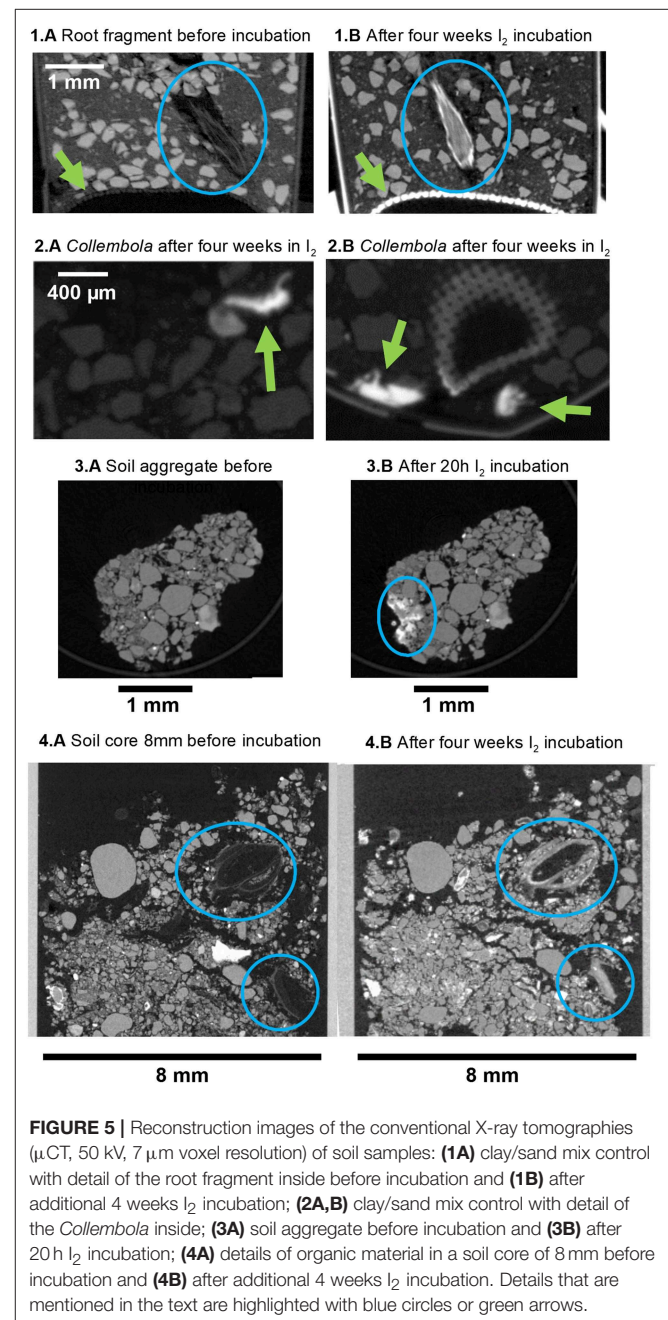 1.A Root fragment before incubation
1.B After four weeks I2 incubation
1 mm
2.A Collembola after four weeks in I2
2.B Collembola after four weeks in I2
400 µm
3.A Soil aggregate before
incubation
3.B After 20h I2 incubation
1 mm
1 mm
4.A Soil core 8mm before incubation
4.B After four weeks I2 incubation
8 mm
8 mm
FIGURE 5 | Reconstruction images of the conventional X-ray tomographies
(µCT, 50 kV, 7 µm voxel resolution) of soil samples: (1A) clay/sand mix control
with detail of the root fragment inside before incubation and (1B) after
additional 4 weeks I2 incubation; (2A,B) clay/sand mix control with detail of
the Collembola inside; (3A) soil aggregate before incubation and (3B) after
20 h I2 incubation; (4A) details of organic material in a soil core of 8 mm before
incubation and (4B) after additional 4 weeks I2 incubation. Details that are
mentioned in the text are highlighted with blue circles or green arrows.